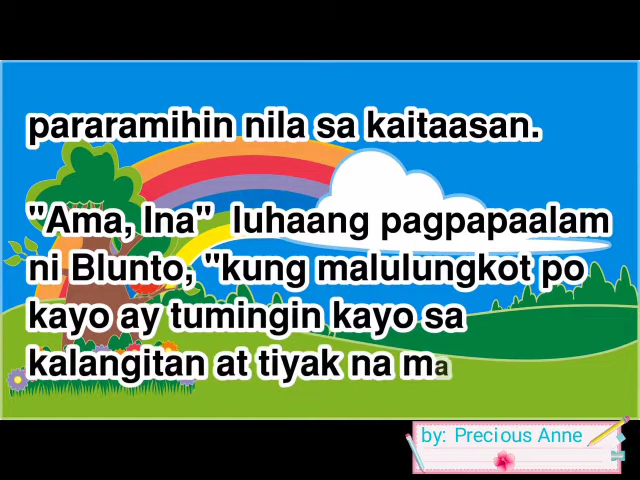 pararamihin nila sa kaitaasan.
"Ama, Ina" luhaang pagpapaalam
ni Blunto, "kung malulungkot po
kayo ay tumingin kayo sa
kalangitan at tiyak na ma
by: Precious Anne